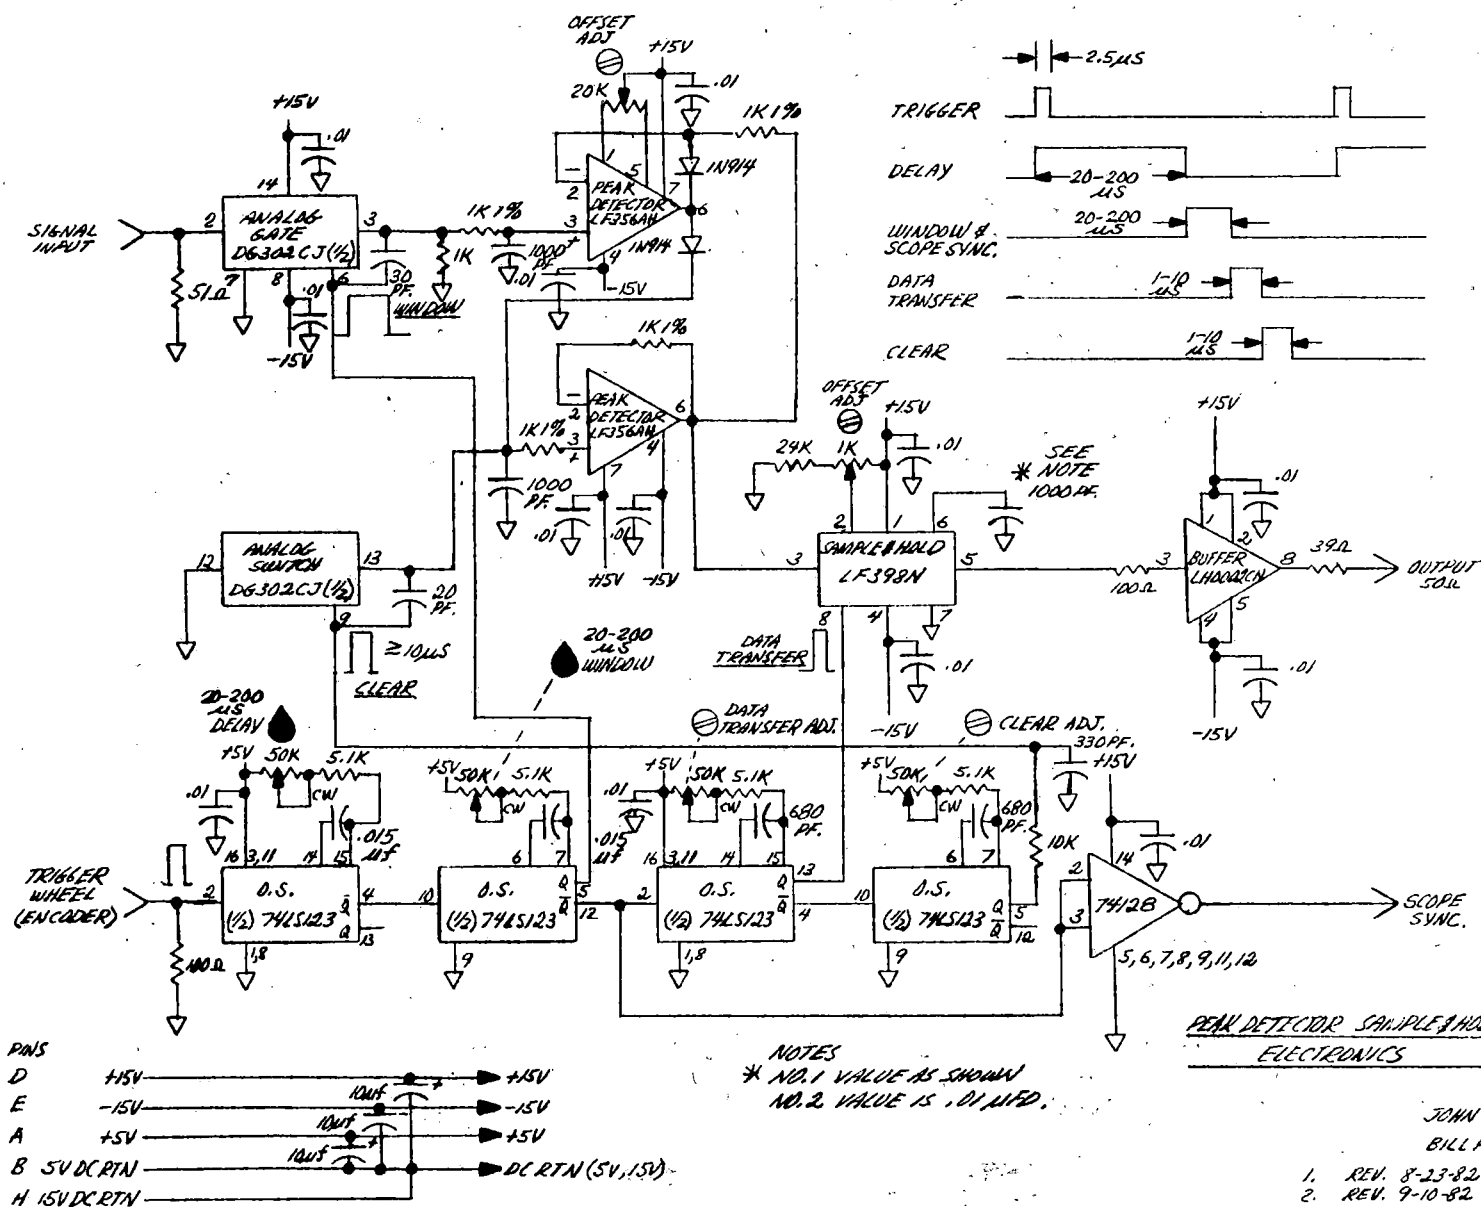 OFFSET
ADJ
+15V
20K
.01
1K 1%
+15V
.01
14
SIGNAL
INPUT
2
ANALOG
GATE
DG302CJ (1/2)
3
7
8
6
51Ω
.01
-15V
30
PF.
WINDOW
1K 1%
1K
1000
PF.
.01
1
5
7
-
2
3
+
PEAK
DETECTOR
LF356AH
4
6
-15V
1N914
1N914
TRIGGER
2.5µS
DELAY
20-200
µS
WINDOW &
SCOPE SYNC.
20-200
µS
DATA
TRANSFER
1-10
µS
CLEAR
1-10
µS
1K 1%
-
2
PEAK
DETECTOR
LF356AH
6
1K 1%
3
+
4
7
1000
PF.
.01
.01
+15V
-15V
OFFSET
ADJ
+15V
24K
1K
.01
SEE
* NOTE
1000 PF.
2
1
6
3
SAMPLE & HOLD
LF398N
5
8
4
7
DATA
TRANSFER
.01
-15V
+15V
.01
1
2
100Ω
3
BUFFER
LH0002CN
8
39Ω
OUTPUT
50Ω
4
5
.01
-15V
12
ANALOG
SWITCH
DG302CJ (1/2)
13
9
20
PF.
≥10µS
CLEAR
20-200
µS
DELAY
20-200
µS
WINDOW
DATA
TRANSFER ADJ.
CLEAR ADJ.
330 PF.
+5V
50K
5.1K
CW
.01
.015
µf
16
3,11
14
15
TRIGGER
WHEEL
(ENCODER)
2
O.S.
(1/2) 74LS123
Q̅
4
Q
13
1,8
100Ω
+5V
50K
5.1K
CW
.015
µf
6
7
10
O.S.
(1/2) 74LS123
Q
5
Q̅
12
9
+5V
50K
5.1K
CW
.01
680
PF.
16
3,11
14
15
2
O.S.
(1/2) 74LS123
Q
13
Q̅
4
1,8
+5V
50K
5.1K
CW
680
PF.
6
7
10
O.S.
(1/2) 74LS123
Q
5
Q̅
12
9
10K
+15V
.01
14
2
3
74128
5, 6, 7, 8, 9, 11, 12
SCOPE
SYNC.
PEAK DETECTOR SAMPLE & HO
ELECTRONICS
PINS
D +15V +15V
E -15V -15V
A +5V +5V
B 5V DC RTN DC RTN (5V, 15V)
H 15V DC RTN
10µf
10µf
10µf
+
+
NOTES
* NO. 1 VALUE AS SHOWN
NO. 2 VALUE IS .01 µFD.
JOHN
BILL
1. REV. 8-23-82
2. REV. 9-10-82